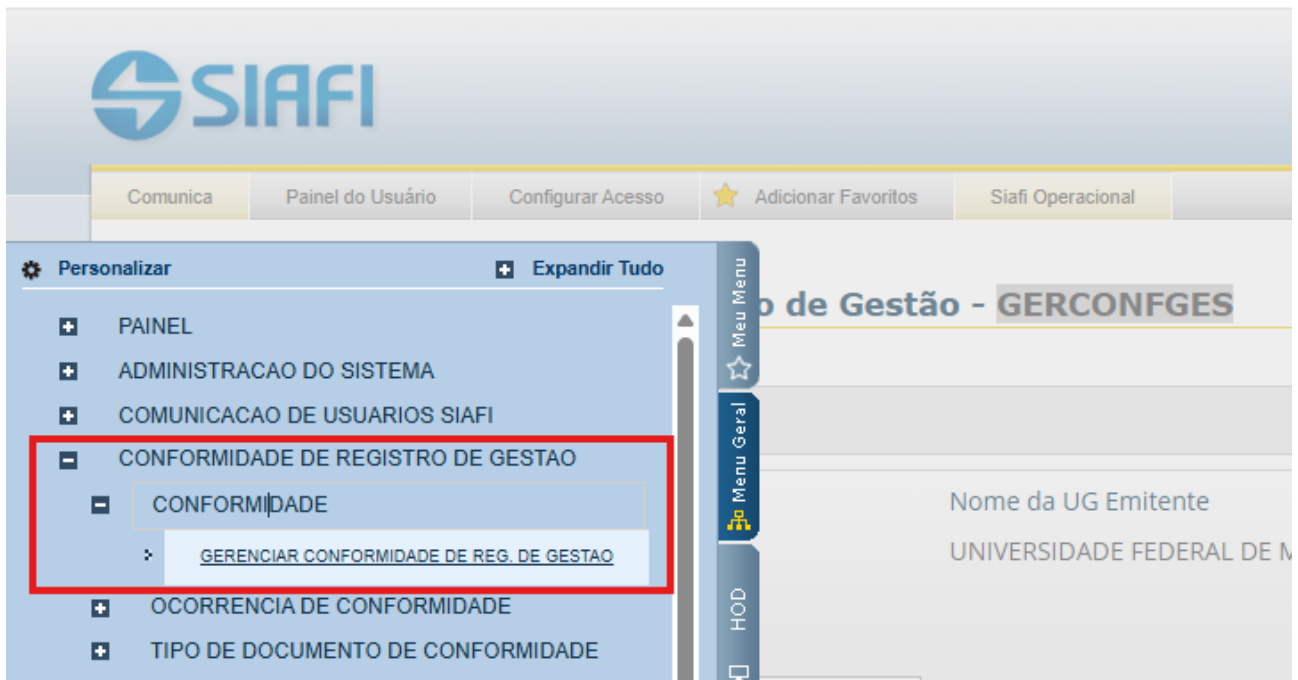 SIAFI
Comunica
Painel do Usuário
Configurar Acesso
Adicionar Favoritos
Siafi Operacional
Personalizar
Expandir Tudo
PAINEL
ADMINISTRACAO DO SISTEMA
COMUNICACAO DE USUARIOS SIAFI
CONFORMIDADE DE REGISTRO DE GESTAO
CONFORMIDADE
GERENCIAR CONFORMIDADE DE REG. DE GESTAO
OCORRENCIA DE CONFORMIDADE
TIPO DE DOCUMENTO DE CONFORMIDADE
Meu Menu
Menu Geral
HOD
o de Gestão - GERCONFGES
Nome da UG Emitente
UNIVERSIDADE FEDERAL DE M